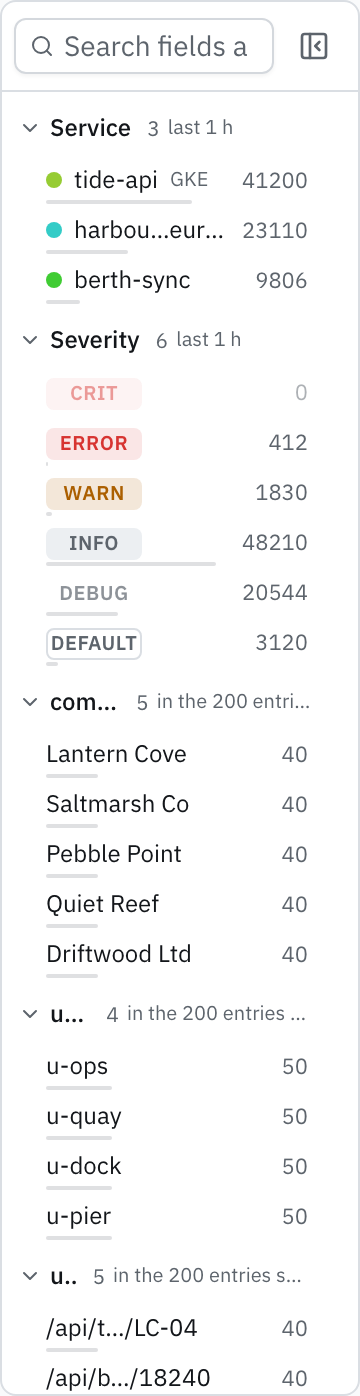 Search fields a
Service 3 last 1 h
tide-api GKE 41200
harbou...eur... 23110
berth-sync 9806
Severity 6 last 1 h
CRIT 0
ERROR 412
WARN 1830
INFO 48210
DEBUG 20544
DEFAULT 3120
com... 5 in the 200 entri...
Lantern Cove 40
Saltmarsh Co 40
Pebble Point 40
Quiet Reef 40
Driftwood Ltd 40
u... 4 in the 200 entries ...
u-ops 50
u-quay 50
u-dock 50
u-pier 50
u.. 5 in the 200 entries s...
/api/t.../LC-04 40
/api/b.../18240 40